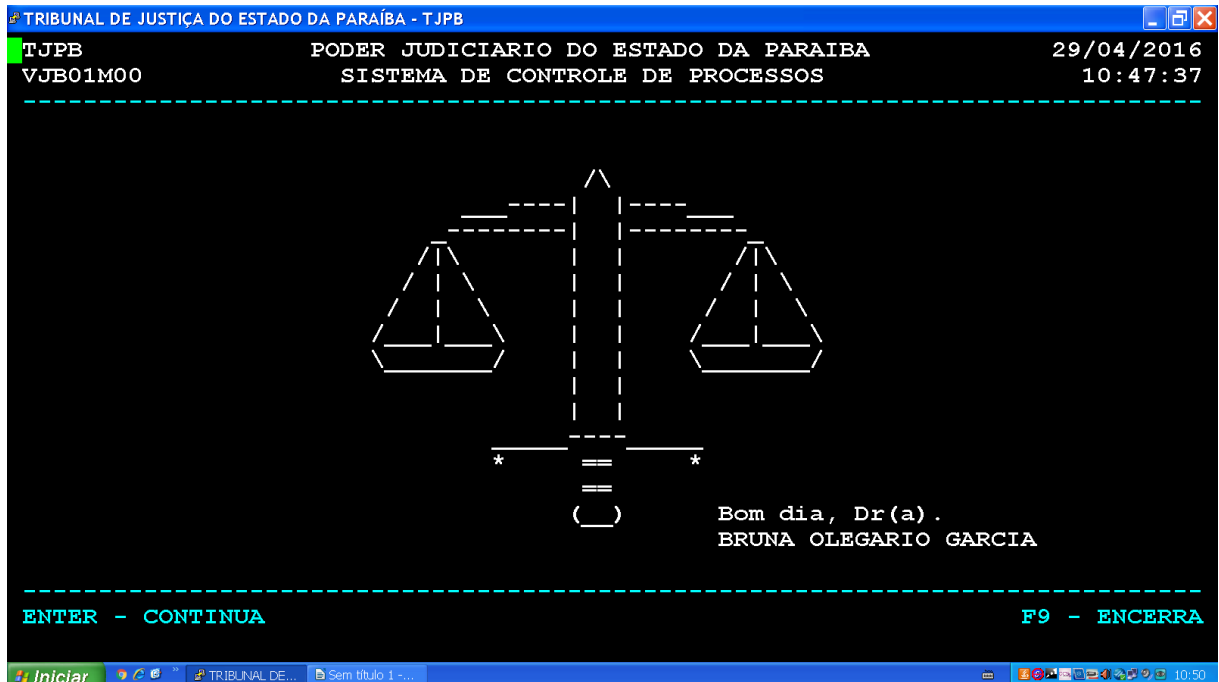 TRIBUNAL DE JUSTIÇA DO ESTADO DA PARAÍBA - TJPB
TJPB PODER JUDICIARIO DO ESTADO DA PARAIBA 29/04/2016
VJB01M00 SISTEMA DE CONTROLE DE PROCESSOS 10:47:37
Bom dia, Dr(a).
BRUNA OLEGARIO GARCIA
ENTER - CONTINUA F9 - ENCERRA
Iniciar TRIBUNAL DE... Sem título 1 -... 10:50